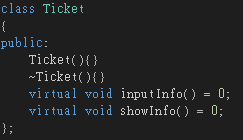 class Ticket
{
public:
    Ticket(){}
    ~Ticket(){}
    virtual void inputInfo() = 0;
    virtual void showInfo() = 0;
};